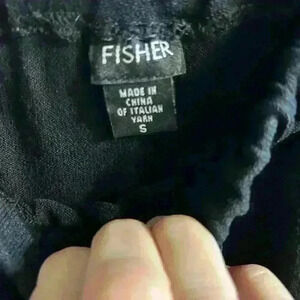 FISHER
MADE IN
CHINA
OF ITALIAN
YARN
S